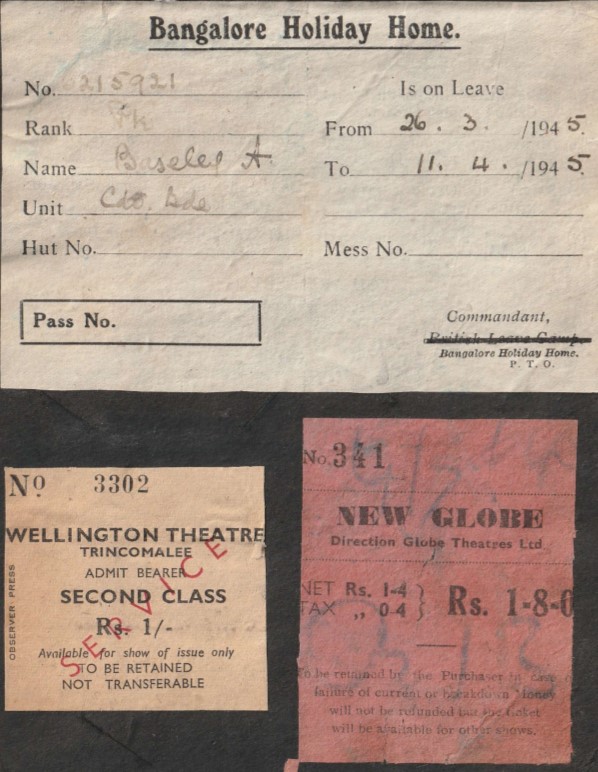 Bangalore Holiday Home.
No. 215921
Rank
Name Baseley A.
Unit Cdo. Bde
Hut No.
Is on Leave
From 26. 3. /1945.
To 11. 4. /1945.
Mess No.
Pass No.
Commandant,
British Leave Camp.
Bangalore Holiday Home.
P. T. O.
No 3302
WELLINGTON THEATRE
TRINCOMALEE
ADMIT BEARER
SECOND CLASS
Rs. 1/-
Available for show of issue only
TO BE RETAINED
NOT TRANSFERABLE
SERVICE
OBSERVER PRESS
No. 341
NEW GLOBE
Direction Globe Theatres Ltd
NET Rs. 1-4
TAX ,, 0-4
Rs. 1-8-0
To be retained by the Purchaser in case of
failure of current or breakdown Money
will not be refunded but the ticket
will be available for other shows.